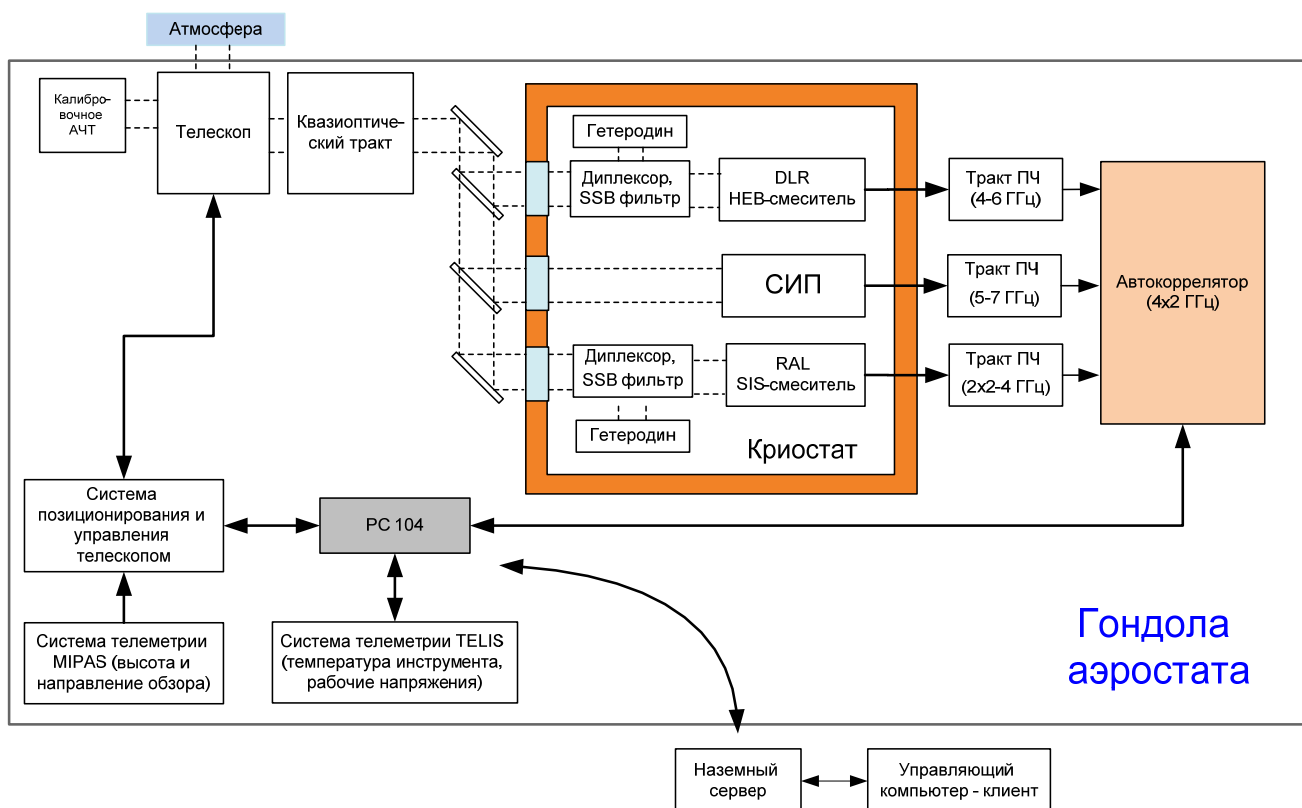 Атмосфера
Калибро-
вочное
АЧТ
Телескоп
Квазиоптиче-
ский тракт
Гетеродин
Диплексор,
SSB фильтр
DLR
HEB-смеситель
Тракт ПЧ
(4-6 ГГц)
СИП
Тракт ПЧ
(5-7 ГГц)
Автокоррелятор
(4x2 ГГц)
Диплексор,
SSB фильтр
RAL
SIS-смеситель
Тракт ПЧ
(2x2-4 ГГц)
Гетеродин
Криостат
Система
позиционирования и
управления
телескопом
PC 104
Система телеметрии
MIPAS (высота и
направление обзора)
Система телеметрии TELIS
(температура инструмента,
рабочие напряжения)
Гондола
аэростата
Наземный
сервер
Управляющий
компьютер - клиент